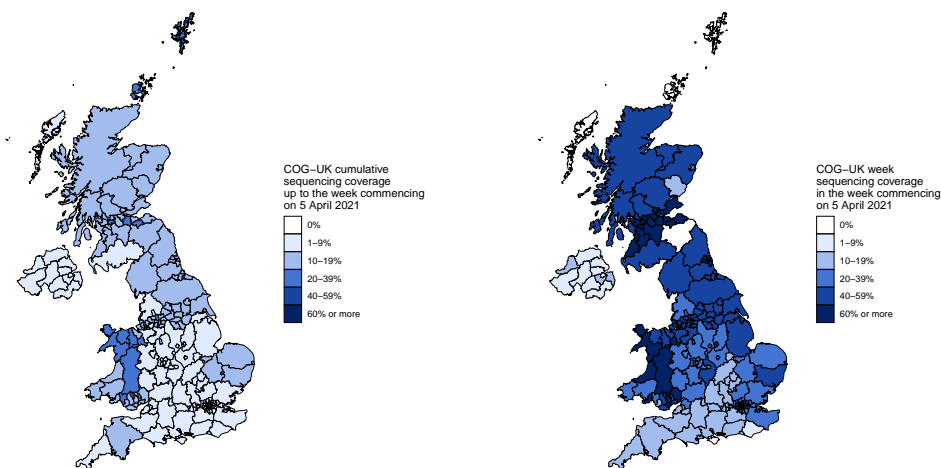 COG−UK cumulative
sequencing coverage
up to the week commencing
on 5 April 2021
0%
1−9%
10−19%
20−39%
40−59%
60% or more
COG−UK week
sequencing coverage
in the week commencing
on 5 April 2021
0%
1−9%
10−19%
20−39%
40−59%
60% or more